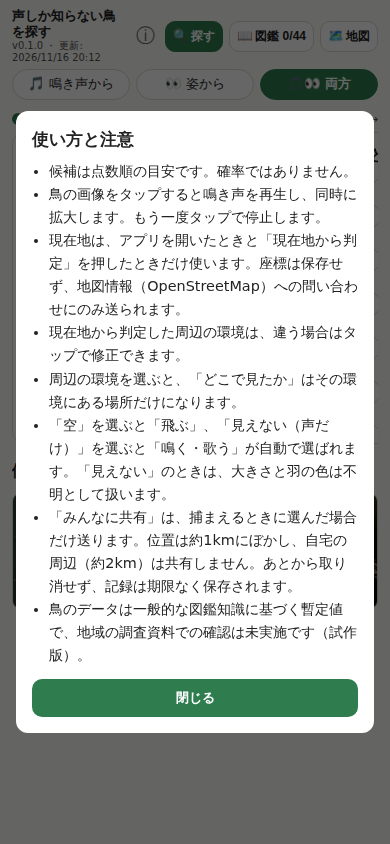 声しか知らない鳥
を探す
v0.1.0 · 更新:
2026/11/16 20:12
ⓘ
🔍 探す
📖 図鑑 0/44
🗺️ 地図
🎵 鳴き声から
👀 姿から
🎵👀 両方
使い方と注意
• 候補は点数順の目安です。確率ではありません。
• 鳥の画像をタップすると鳴き声を再生し、同時に
拡大します。もう一度タップで停止します。
• 現在地は、アプリを開いたときと「現在地から判
定」を押したときだけ使います。座標は保存せ
ず、地図情報（OpenStreetMap）への問い合わ
せにのみ送られます。
• 現在地から判定した周辺の環境は、違う場合はタ
ップで修正できます。
• 周辺の環境を選ぶと、「どこで見たか」はその環
境にある場所だけになります。
• 「空」を選ぶと「飛ぶ」、「見えない（声だ
け）」を選ぶと「鳴く・歌う」が自動で選ばれま
す。「見えない」のときは、大きさと羽の色は不
明として扱います。
• 「みんなに共有」は、捕まえるときに選んだ場合
だけ送ります。位置は約1kmにぼかし、自宅の
周辺（約2km）は共有しません。あとから取り
消せず、記録は期限なく保存されます。
• 鳥のデータは一般的な図鑑知識に基づく暫定値
で、地域の調査資料での確認は未実施です（試作
版）。
閉じる